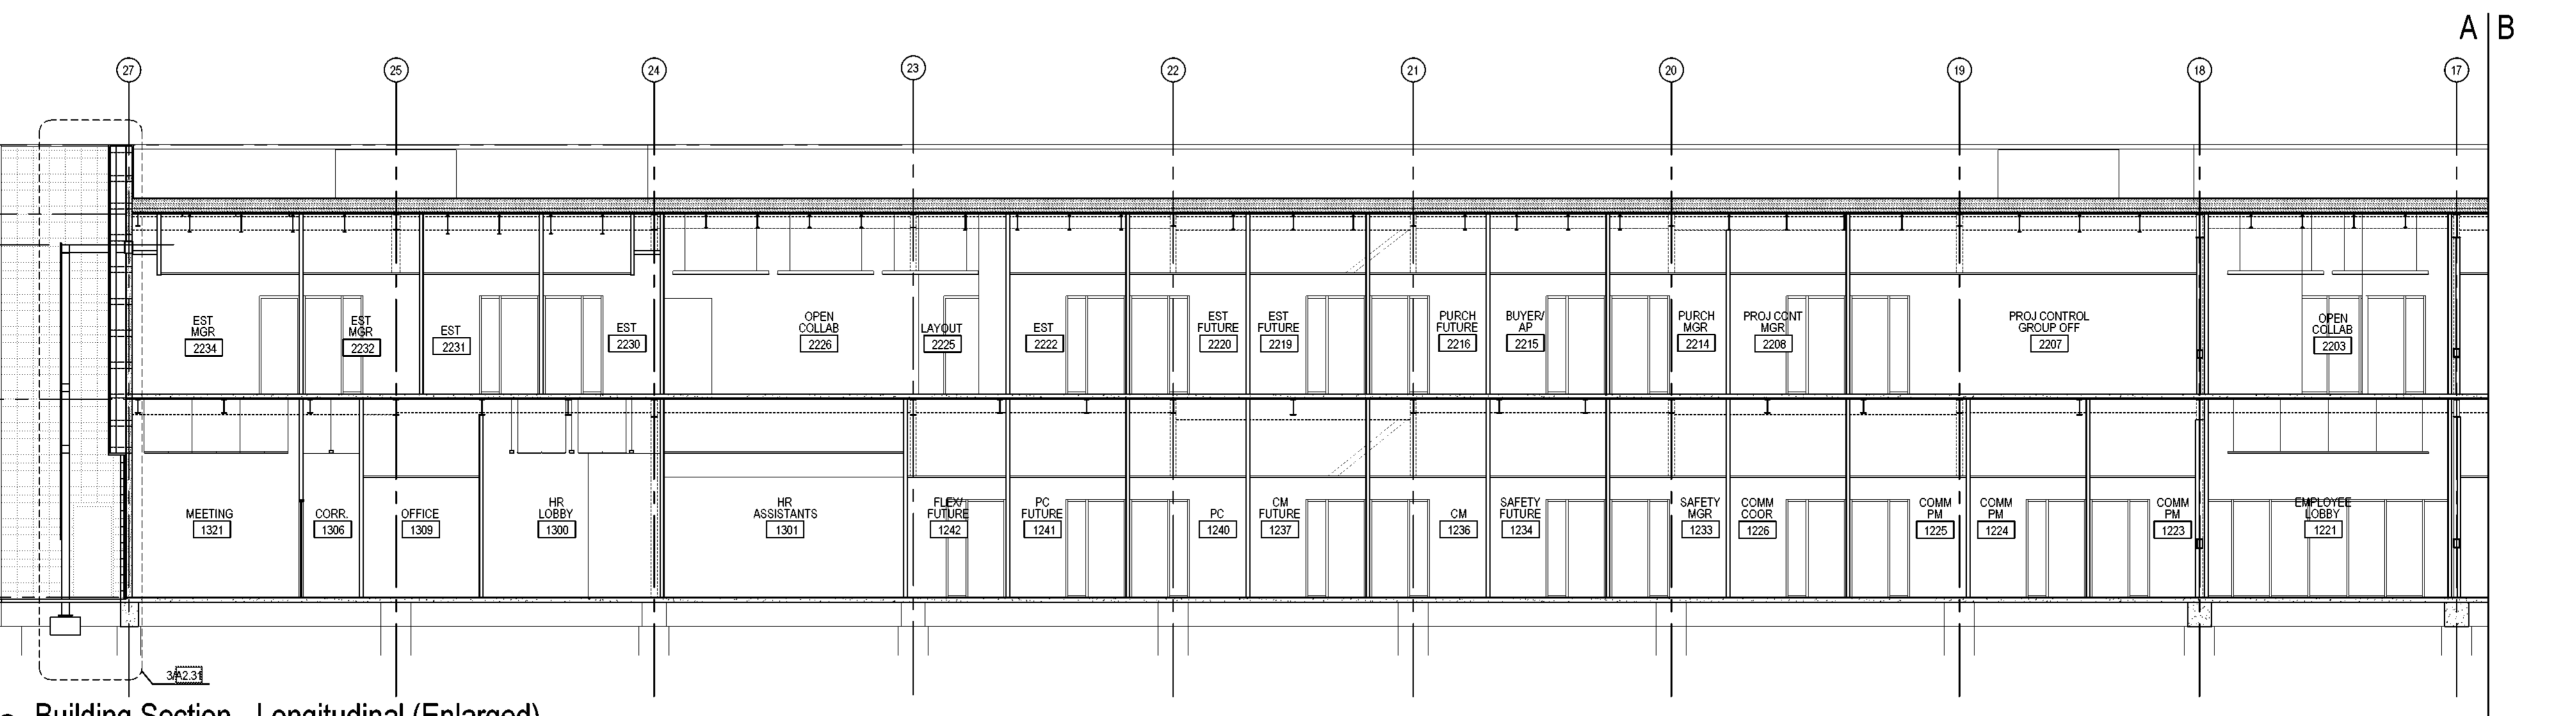 A B
27 25 24 23 22 21 20 19 18 17
EST
MGR
2234
EST
MGR
2232
EST
2231
EST
2230
OPEN
COLLAB
2226
LAYOUT
2225
EST
2222
EST
FUTURE
2220
EST
FUTURE
2219
PURCH
FUTURE
2216
BUYER/
AP
2215
PURCH
MGR
2214
PROJ CONT
MGR
2208
PROJ CONTROL
GROUP OFF
2207
OPEN
COLLAB
2203
MEETING
1321
CORR.
1306
OFFICE
1309
HR
LOBBY
1300
HR
ASSISTANTS
1301
FLEX/
FUTURE
1242
PC
FUTURE
1241
PC
1240
CM
FUTURE
1237
CM
1236
SAFETY
FUTURE
1234
SAFETY
MGR
1233
COMM
COOR
1226
COMM
PM
1225
COMM
PM
1224
COMM
PM
1223
EMPLOYEE
LOBBY
1221
3/A2.31
Building Section - Longitudinal (Enlarged)